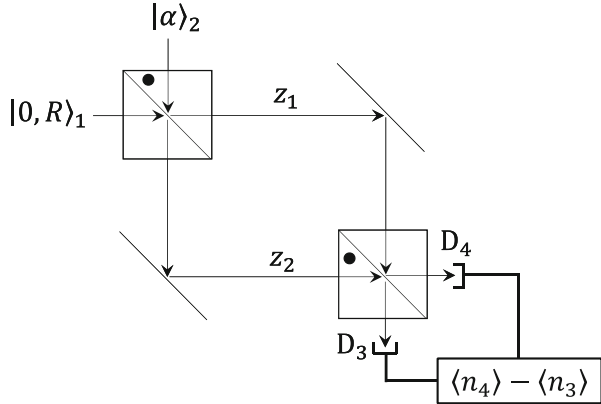 |α⟩₂
|0, R⟩₁
z₁
z₂
D₄
D₃
⟨n₄⟩ − ⟨n₃⟩